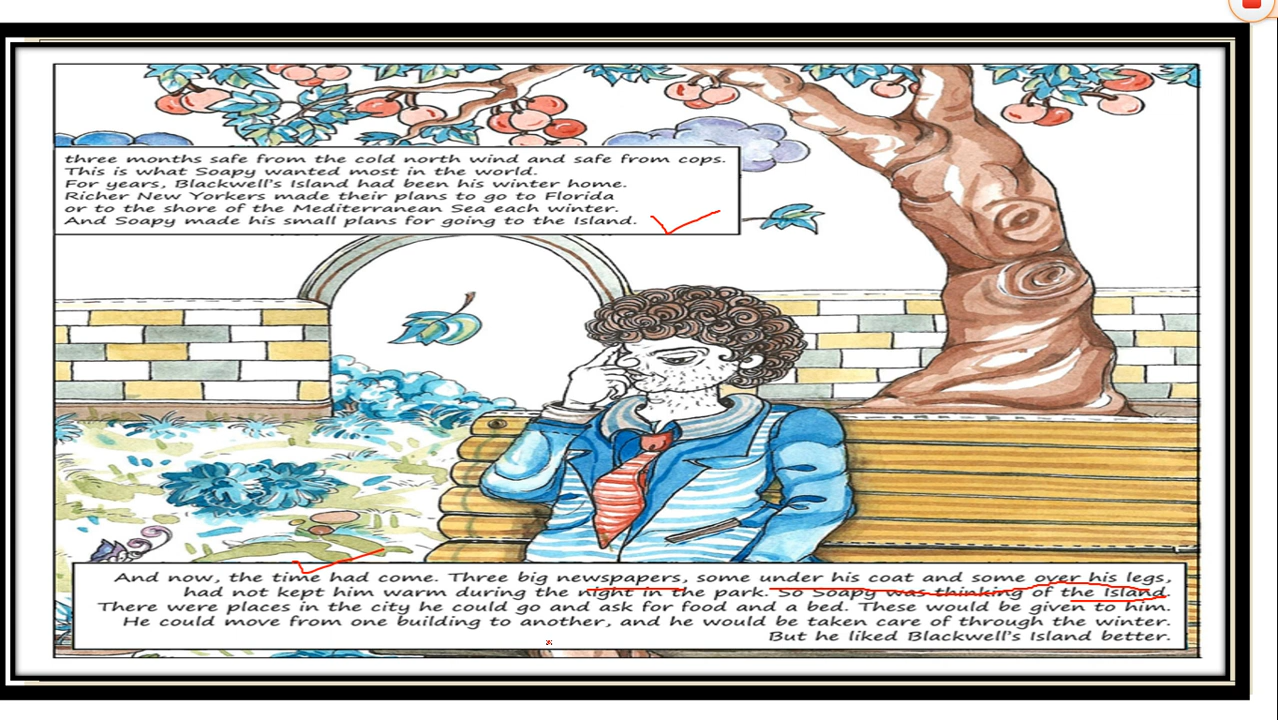 three months safe from the cold north wind and safe from cops.
This is what Soapy wanted most in the world.
For years, Blackwell's Island had been his winter home.
Richer New Yorkers made their plans to go to Florida
or to the shore of the Mediterranean Sea each winter.
And Soapy made his small plans for going to the Island.
And now, the time had come. Three big newspapers, some under his coat and some over his legs,
had not kept him warm during the night in the park. So Soapy was thinking of the Island.
There were places in the city he could go and ask for food and a bed. These would be given to him.
He could move from one building to another, and he would be taken care of through the winter.
But he liked Blackwell's Island better.